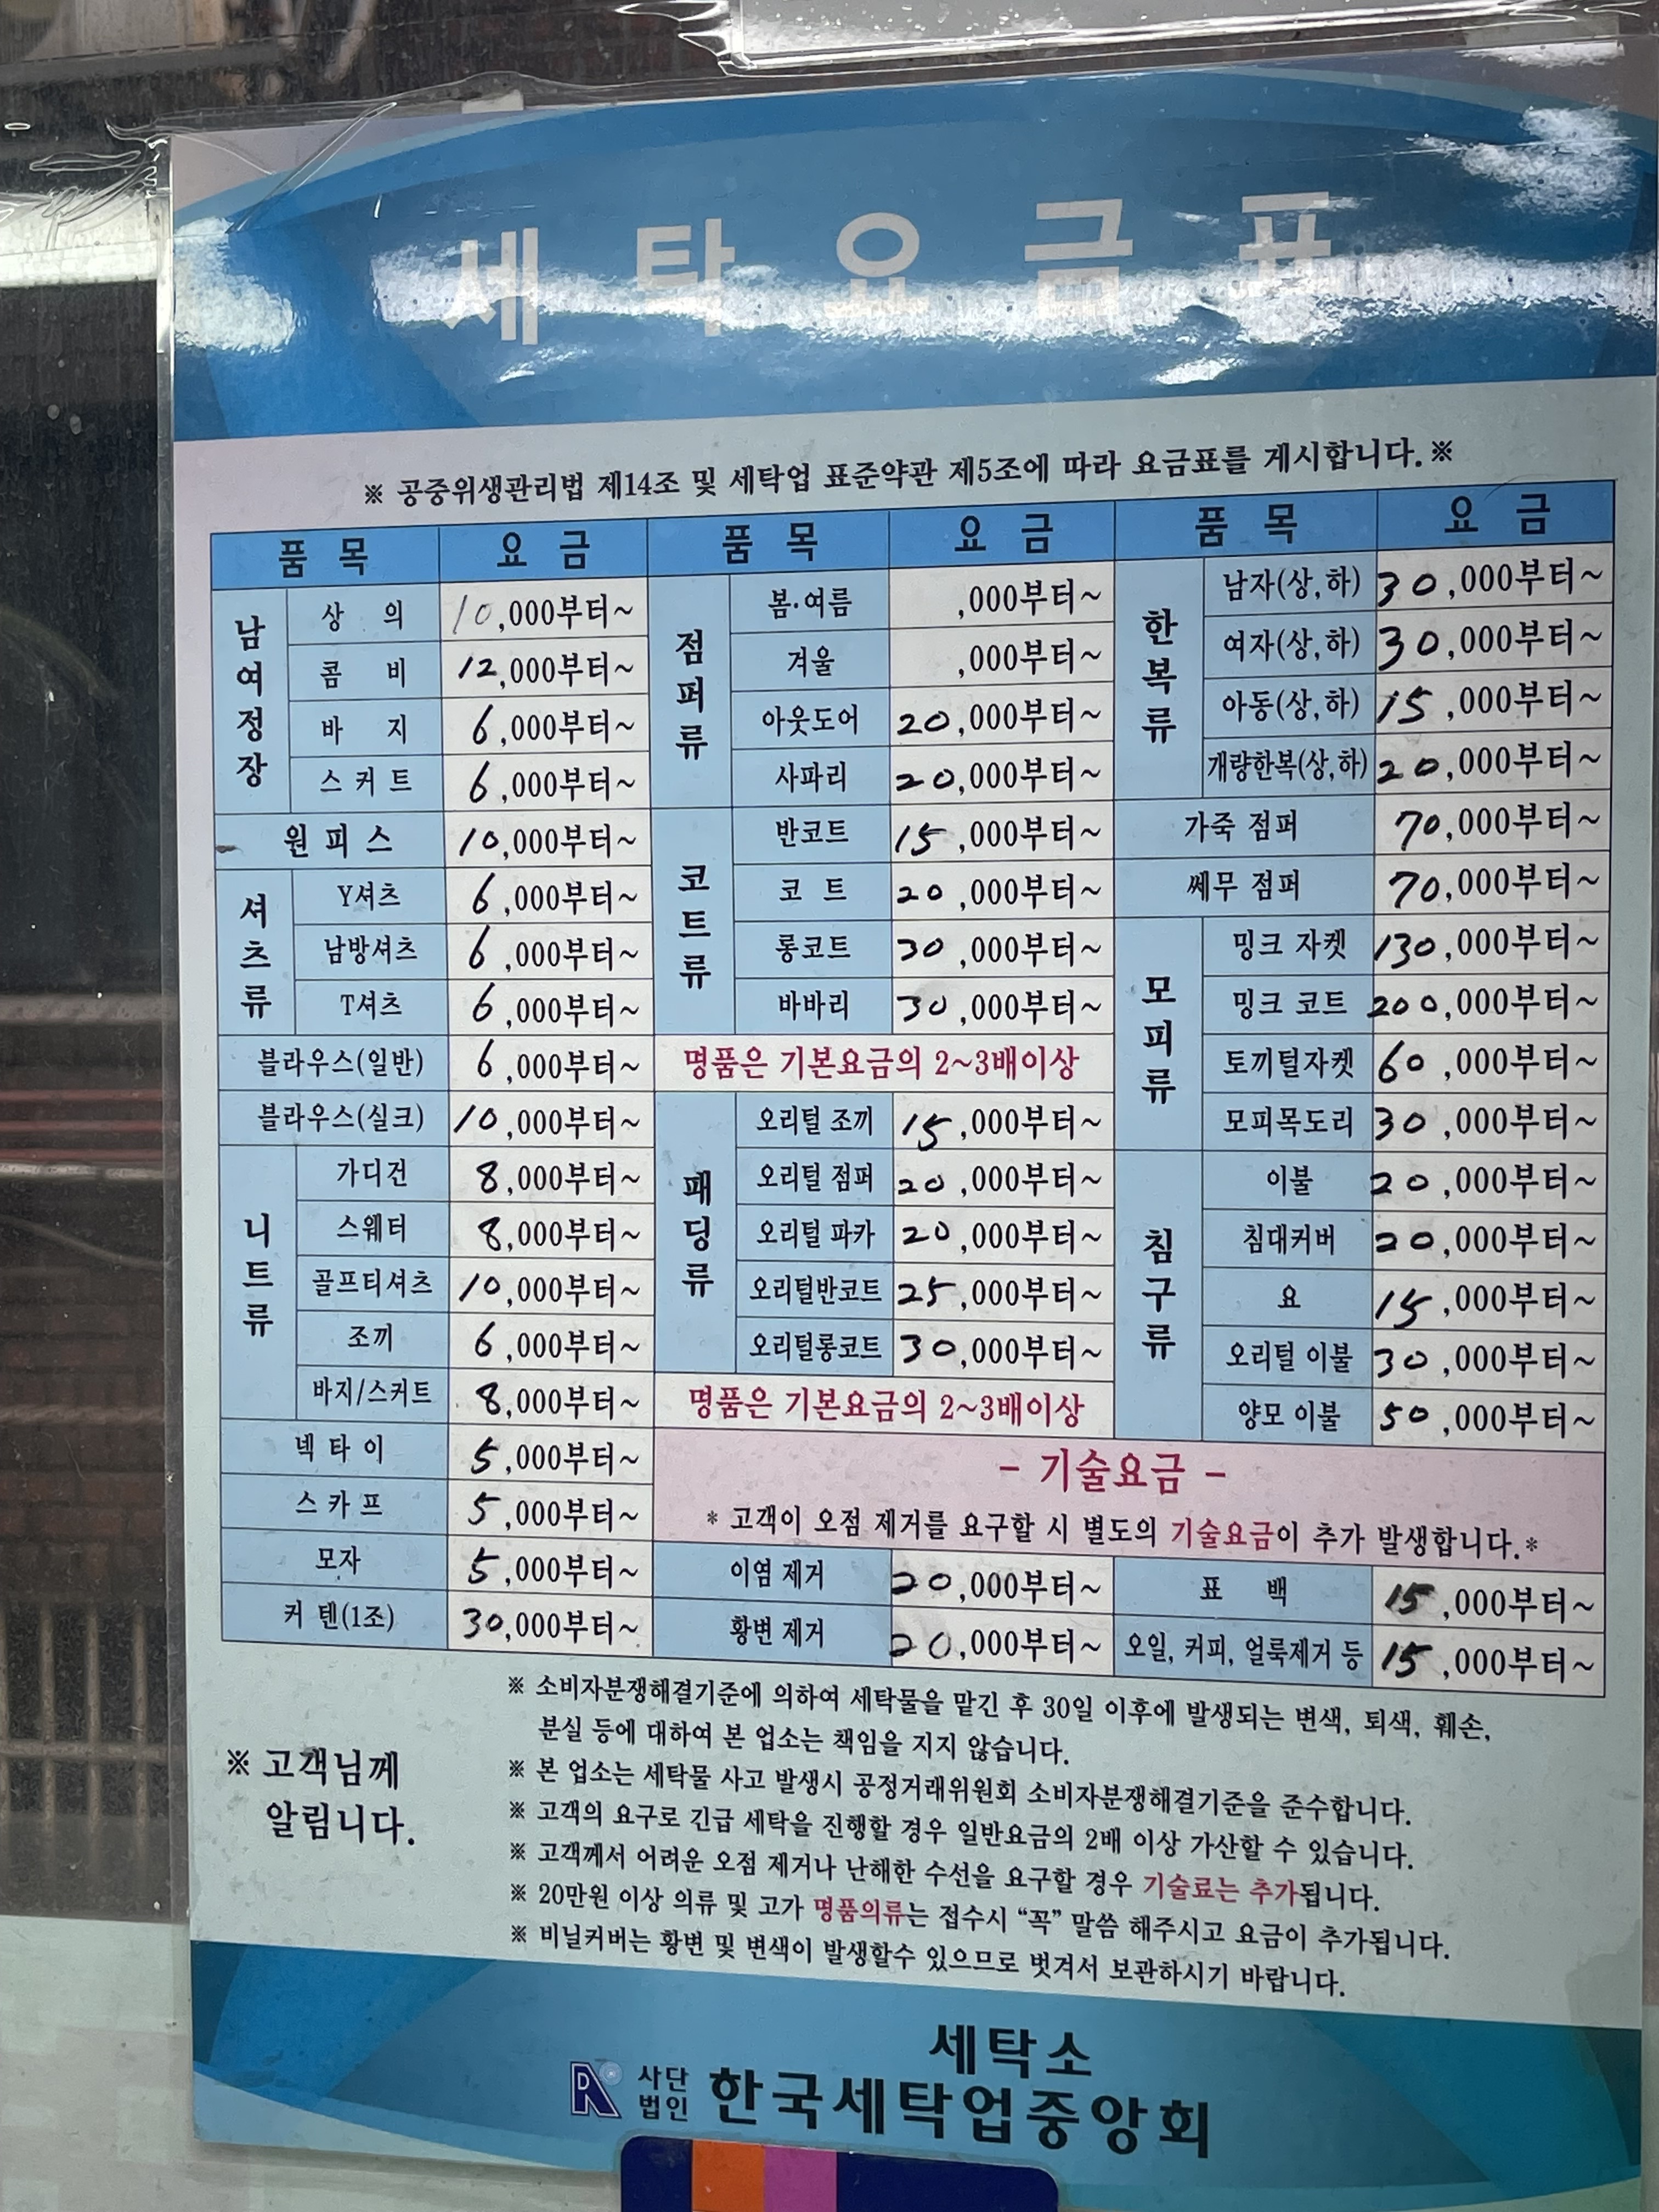 세탁요금표
※ 공중위생관리법 제14조 및 세탁업 표준약관 제5조에 따라 요금표를 게시합니다. ※
품 목 요 금 품 목 요 금 품 목 요 금
남여정장
상 의 10,000부터~
콤 비 12,000부터~
바 지 6,000부터~
스커트 6,000부터~
원피스 10,000부터~
셔츠류
Y셔츠 6,000부터~
남방셔츠 6,000부터~
T셔츠 6,000부터~
블라우스(일반) 6,000부터~
블라우스(실크) 10,000부터~
니트류
가디건 8,000부터~
스웨터 8,000부터~
골프티셔츠 10,000부터~
조끼 6,000부터~
바지/스커트 8,000부터~
넥타이 5,000부터~
스카프 5,000부터~
모자 5,000부터~
커텐(1조) 30,000부터~
점퍼류
봄·여름 ,000부터~
겨울 ,000부터~
아웃도어 20,000부터~
사파리 20,000부터~
코트류
반코트 15,000부터~
코 트 20,000부터~
롱코트 30,000부터~
바바리 30,000부터~
명품은 기본요금의 2~3배이상
패딩류
오리털 조끼 15,000부터~
오리털 점퍼 20,000부터~
오리털 파카 20,000부터~
오리털반코트 25,000부터~
오리털롱코트 30,000부터~
명품은 기본요금의 2~3배이상
한복류
남자(상,하) 30,000부터~
여자(상,하) 30,000부터~
아동(상,하) 15,000부터~
개량한복(상,하) 20,000부터~
가죽 점퍼 70,000부터~
쎄무 점퍼 70,000부터~
모피류
밍크 자켓 130,000부터~
밍크 코트 200,000부터~
토끼털자켓 60,000부터~
모피목도리 30,000부터~
침구류
이불 20,000부터~
침대커버 20,000부터~
요 15,000부터~
오리털 이불 30,000부터~
양모 이불 50,000부터~
- 기술요금 -
* 고객이 오점 제거를 요구할 시 별도의 기술요금이 추가 발생합니다.*
이염 제거 20,000부터~ 표 백 15,000부터~
황변 제거 20,000부터~ 오일, 커피, 얼룩제거 등 15,000부터~
※ 고객님께
알림니다.
※ 소비자분쟁해결기준에 의하여 세탁물을 맡긴 후 30일 이후에 발생되는 변색, 퇴색, 훼손,
분실 등에 대하여 본 업소는 책임을 지지 않습니다.
※ 본 업소는 세탁물 사고 발생시 공정거래위원회 소비자분쟁해결기준을 준수합니다.
※ 고객의 요구로 긴급 세탁을 진행할 경우 일반요금의 2배 이상 가산할 수 있습니다.
※ 고객께서 어려운 오점 제거나 난해한 수선을 요구할 경우 기술료는 추가됩니다.
※ 20만원 이상 의류 및 고가 명품의류는 접수시 “꼭” 말씀 해주시고 요금이 추가됩니다.
※ 비닐커버는 황변 및 변색이 발생할수 있으므로 벗겨서 보관하시기 바랍니다.
세탁소
사단법인 한국세탁업중앙회